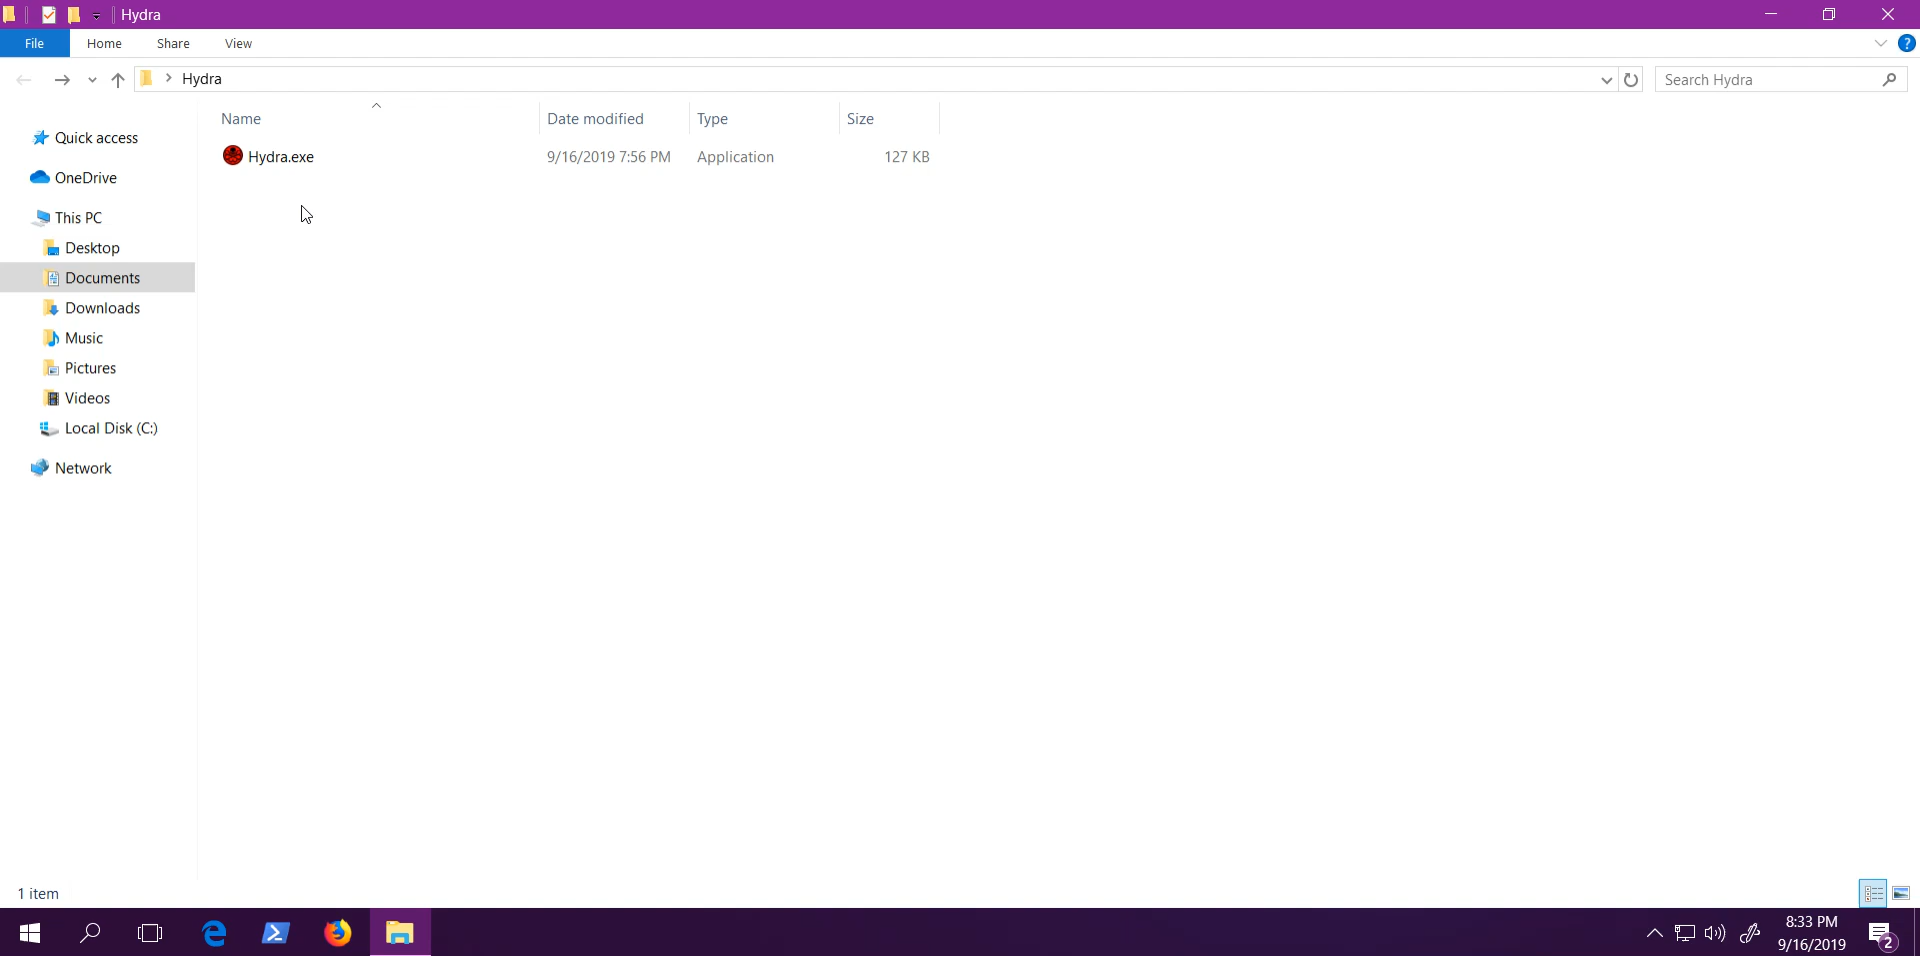 Hydra
File Home Share View
Hydra
Search Hydra
Name Date modified Type Size
Hydra.exe 9/16/2019 7:56 PM Application 127 KB
Quick access
OneDrive
This PC
Desktop
Documents
Downloads
Music
Pictures
Videos
Local Disk (C:)
Network
1 item
8:33 PM
9/16/2019
2